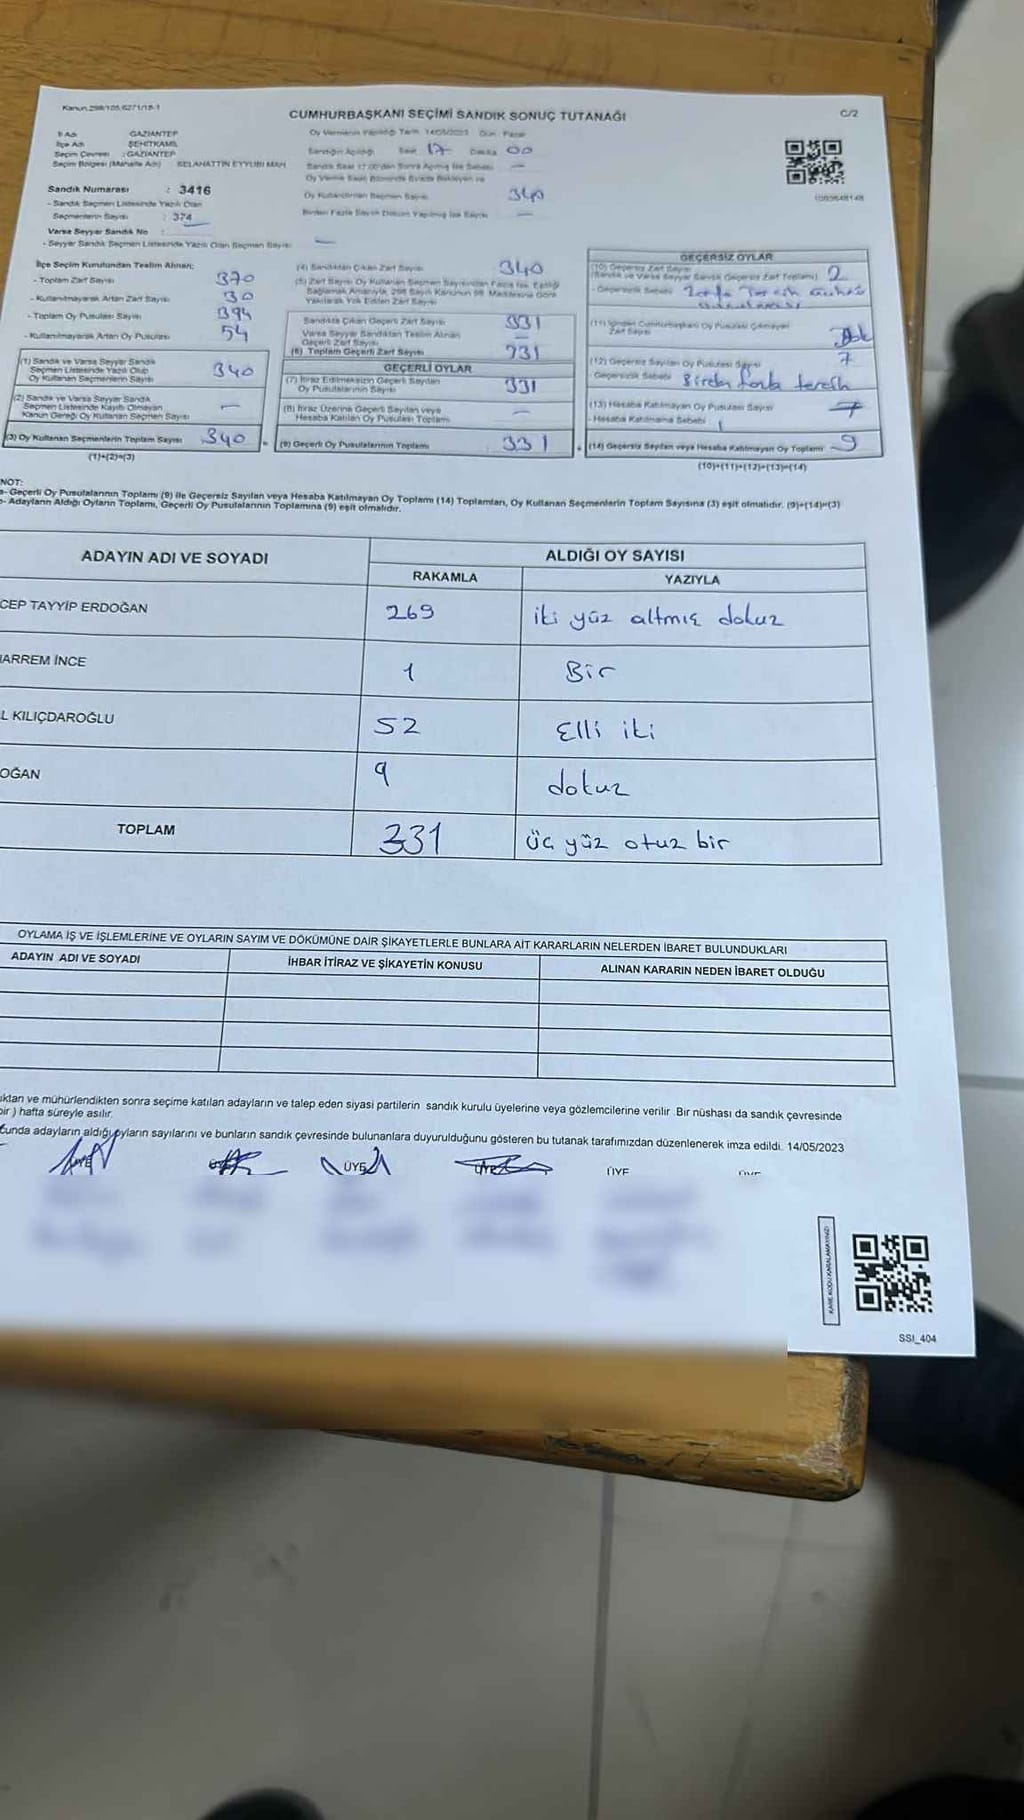 Kanun.298/105,6271/18-1
CUMHURBAŞKANI SEÇİMİ SANDIK SONUÇ TUTANAĞI
C/2
İl Adı GAZİANTEP
İlçe Adı ŞEHİTKAMİL
Seçim Çevresi : GAZİANTEP
Seçim Bölgesi (Mahalle Adı) SELAHATTİN EYYUBİ MAH
Oy Vermenin Yapıldığı Tarih 14/05/2023 Gün Pazar
Sandığın Açıldığı Saat 17 Dakika 00
Sandık Saat 17:00'den Sonra Açılmış İse Sebebi —
Oy Verme Saati Bitiminde Sırada Bekleyen ve
Oy Kullandırılan Seçmen Sayısı 340
Birden Fazla Sayım Döküm Yapılmış İse Sayısı —
Sandık Numarası : 3416
- Sandık Seçmen Listesinde Yazılı Olan
Seçmenlerin Sayısı : 374
Varsa Seyyar Sandık No :
- Seyyar Sandık Seçmen Listesinde Yazılı Olan Seçmen Sayısı —
İlçe Seçim Kurulundan Teslim Alınan;
- Toplam Zarf Sayısı 370
- Kullanılmayarak Artan Zarf Sayısı 30
- Toplam Oy Pusulası Sayısı 394
- Kullanılmayarak Artan Oy Pusulası 54
(1) Sandık ve Varsa Seyyar Sandık
Seçmen Listesinde Yazılı Olup
Oy Kullanan Seçmenlerin Sayısı 340
(2) Sandık ve Varsa Seyyar Sandık
Seçmen Listesinde Kayıtlı Olmayan
Kanun Gereği Oy Kullanan Seçmen Sayısı —
(3) Oy Kullanan Seçmenlerin Toplam Sayısı 340
(1)+(2)=(3)
(4) Sandıktan Çıkan Zarf Sayısı 340
(5) Zarf Sayısı Oy Kullanan Seçmen Sayısından Fazla İse Eşitliği
Sağlamak Amacıyla 298 Sayılı Kanunun 98. Maddesine Göre
Yakılarak Yok Edilen Zarf Sayısı
Sandıkta Çıkan Geçerli Zarf Sayısı 331
Varsa Seyyar Sandıktan Teslim Alınan
Geçerli Zarf Sayısı —
(6) Toplam Geçerli Zarf Sayısı 331
GEÇERLİ OYLAR
(7) İtiraz Edilmeksizin Geçerli Sayılan
Oy Pusulalarının Sayısı 331
(8) İtiraz Üzerine Geçerli Sayılan veya
Hesaba Katılan Oy Pusulası Toplamı —
(9) Geçerli Oy Pusulalarının Toplamı 331
GEÇERSİZ OYLAR
(10) Geçersiz Zarf Sayısı
(Sandık ve Varsa Seyyar Sandık Geçersiz Zarf Toplamı) 2
- Geçersizlik Sebebi Zarfa Tercih
(11) İçinden Cumhurbaşkanı Oy Pusulası Çıkmayan
Zarf Sayısı
(12) Geçersiz Sayılan Oy Pusulası Sayısı 7
- Geçersizlik Sebebi Birden fazla tercih
(13) Hesaba Katılmayan Oy Pusulası Sayısı
- Hesaba Katılmama Sebebi
(14) Geçersiz Sayılan veya Hesaba Katılmayan Oy Toplamı 9
(10)+(11)+(12)+(13)=(14)
NOT:
a- Geçerli Oy Pusulalarının Toplamı (9) ile Geçersiz Sayılan veya Hesaba Katılmayan Oy Toplamı (14) Toplamları, Oy Kullanan Seçmenlerin Toplam Sayısına (3) eşit olmalıdır. (9)+(14)=(3)
- Adayların Aldığı Oyların Toplamı, Geçerli Oy Pusulalarının Toplamına (9) eşit olmalıdır.
ADAYIN ADI VE SOYADI
ALDIĞI OY SAYISI
RAKAMLA YAZIYLA
CEP TAYYİP ERDOĞAN 269 iki yüz altmış dokuz
ARREM İNCE 1 Bir
L KILIÇDAROĞLU 52 Elli iki
OĞAN 9 dokuz
TOPLAM 331 üç yüz otuz bir
OYLAMA İŞ VE İŞLEMLERİNE VE OYLARIN SAYIM VE DÖKÜMÜNE DAİR ŞİKAYETLERLE BUNLARA AİT KARARLARIN NELERDEN İBARET BULUNDUKLARI
ADAYIN ADI VE SOYADI İHBAR İTİRAZ VE ŞİKAYETİN KONUSU ALINAN KARARIN NEDEN İBARET OLDUĞU
ktan ve mühürlendikten sonra seçime katılan adayların ve talep eden siyasi partilerin sandık kurulu üyelerine veya gözlemcilerine verilir .Bir nüshası da sandık çevresinde
bir ) hafta süreyle asılır.
unda adayların aldığı oyların sayılarını ve bunların sandık çevresinde bulunanlara duyurulduğunu gösteren bu tutanak tarafımızdan düzenlenerek imza edildi. 14/05/2023
ÜYE ÜYE ÜYE
KARE KODU KARALAMAYINIZ!
SSI_404